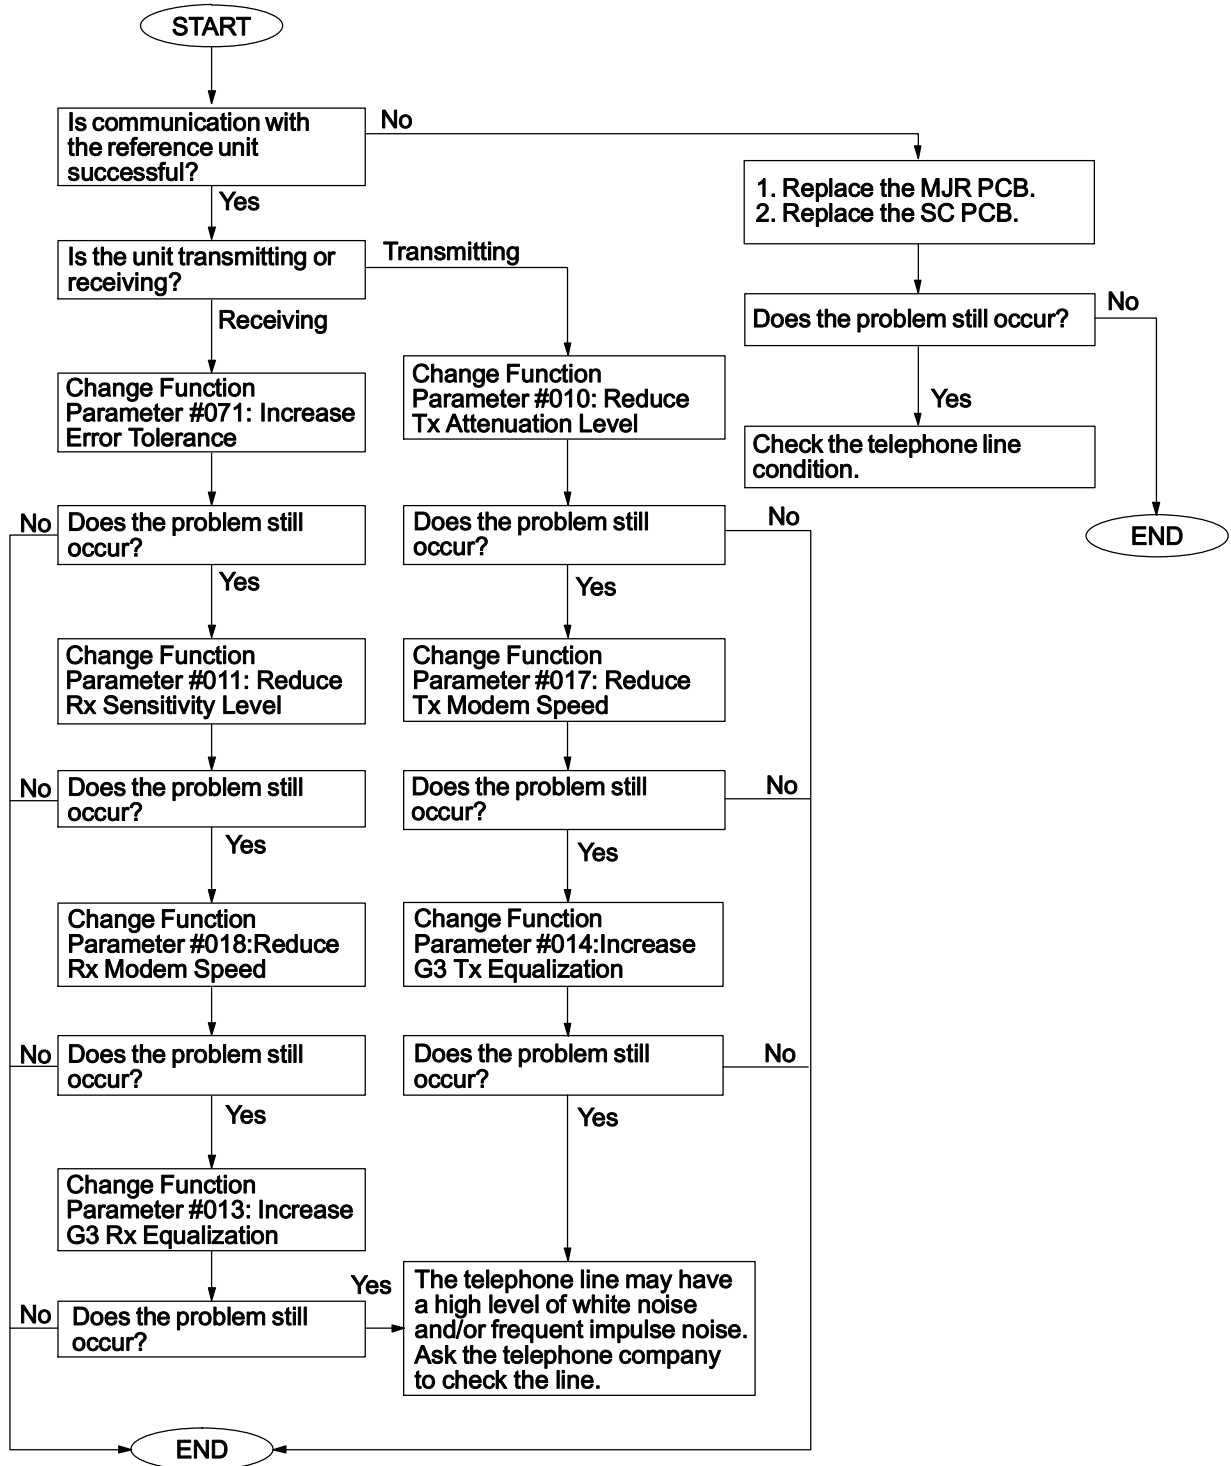 START
Is communication with
the reference unit
successful?
No
Yes
1. Replace the MJR PCB.
2. Replace the SC PCB.
Is the unit transmitting or
receiving?
Transmitting
Receiving
Does the problem still occur?
No
Yes
Check the telephone line
condition.
END
Change Function
Parameter #071: Increase
Error Tolerance
Change Function
Parameter #010: Reduce
Tx Attenuation Level
No
Does the problem still
occur?
Yes
Does the problem still
occur?
No
Yes
Change Function
Parameter #011: Reduce
Rx Sensitivity Level
Change Function
Parameter #017: Reduce
Tx Modem Speed
No
Does the problem still
occur?
Yes
Does the problem still
occur?
No
Yes
Change Function
Parameter #018:Reduce
Rx Modem Speed
Change Function
Parameter #014:Increase
G3 Tx Equalization
No
Does the problem still
occur?
Yes
Does the problem still
occur?
No
Yes
Change Function
Parameter #013: Increase
G3 Rx Equalization
No
Does the problem still
occur?
Yes
The telephone line may have
a high level of white noise
and/or frequent impulse noise.
Ask the telephone company
to check the line.
END